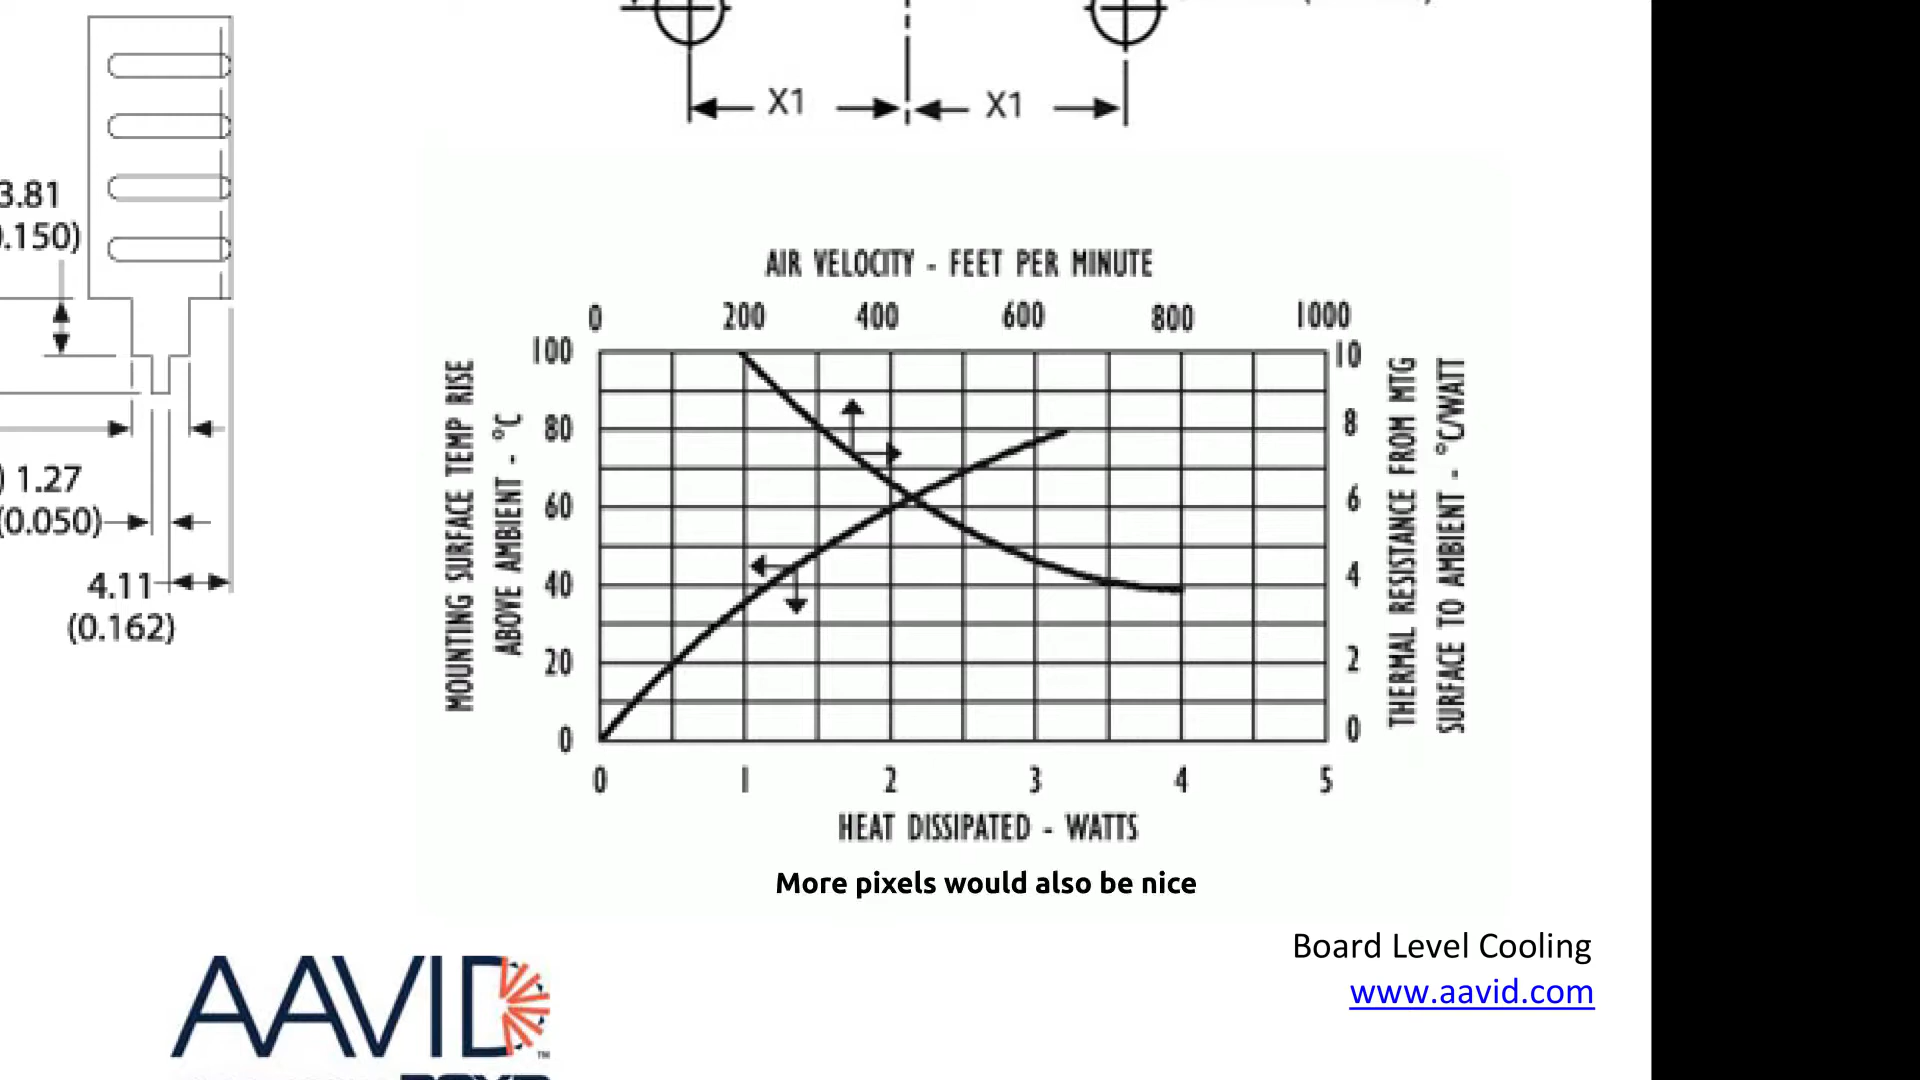 X1 X1
3.81
0.150)
) 1.27
(0.050)
4.11
(0.162)
AIR VELOCITY - FEET PER MINUTE
0 200 400 600 800 1000
MOUNTING SURFACE TEMP RISE
ABOVE AMBIENT - °C
100
80
60
40
20
0
10
8
6
4
2
0
THERMAL RESISTANCE FROM MTG
SURFACE TO AMBIENT - °C/WATT
0 1 2 3 4 5
HEAT DISSIPATED - WATTS
More pixels would also be nice
Board Level Cooling
www.aavid.com
AAVID
TM